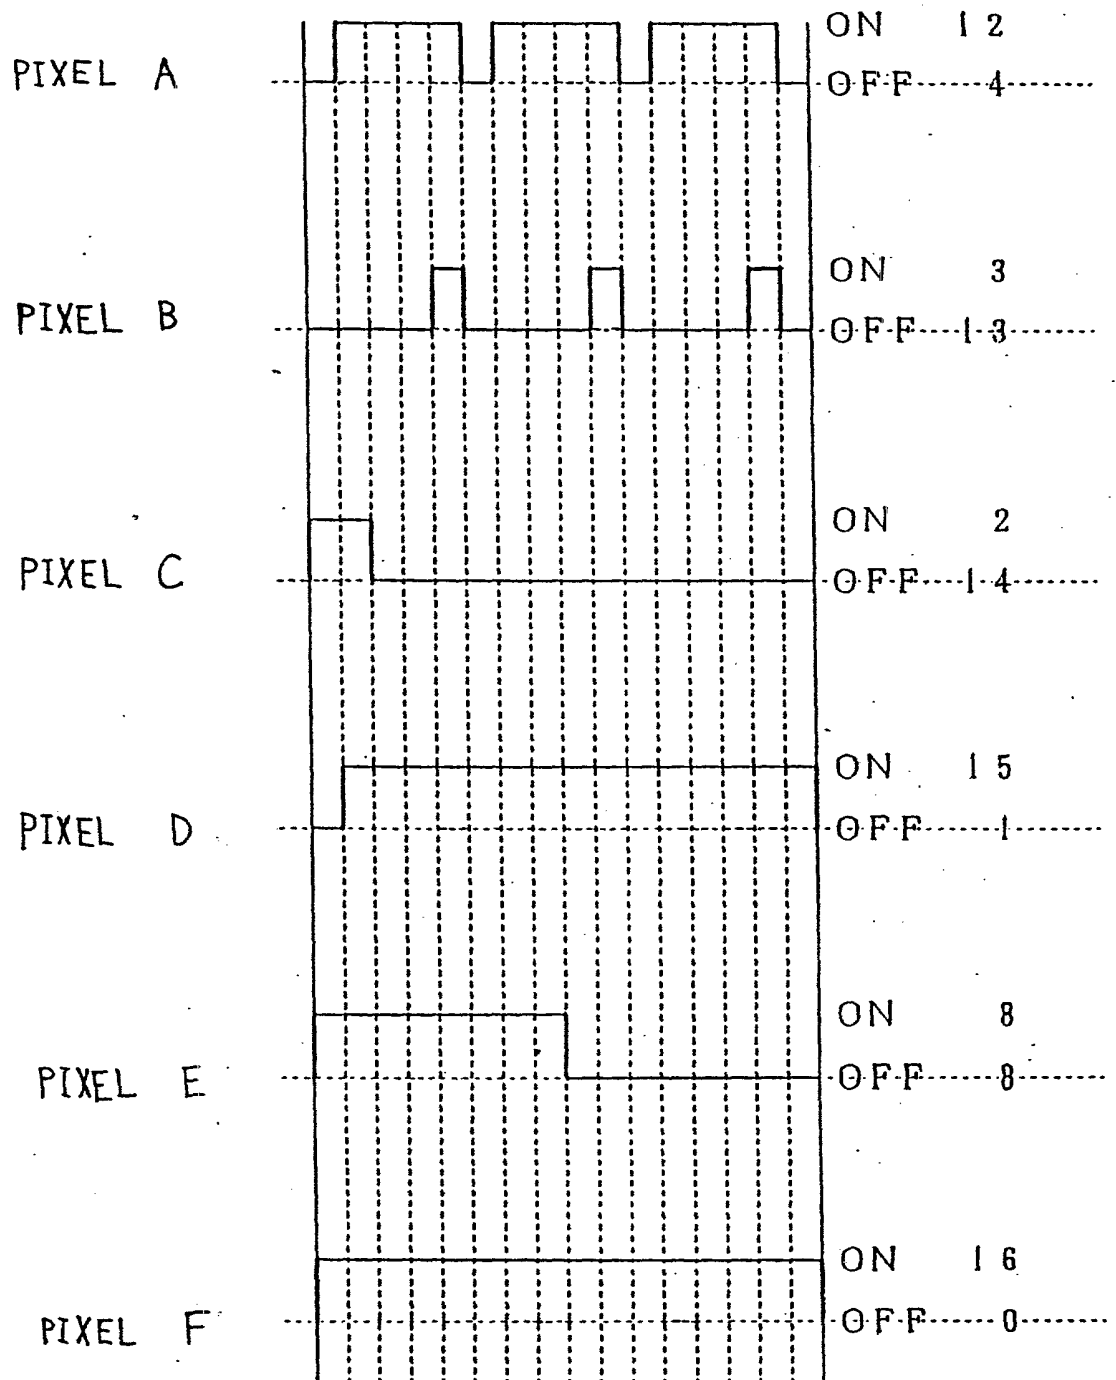 ON 12
PIXEL A OFF 4
ON 3
PIXEL B OFF 13
ON 2
PIXEL C OFF 14
ON 15
PIXEL D OFF 1
ON 8
PIXEL E OFF 8
ON 16
PIXEL F OFF 0